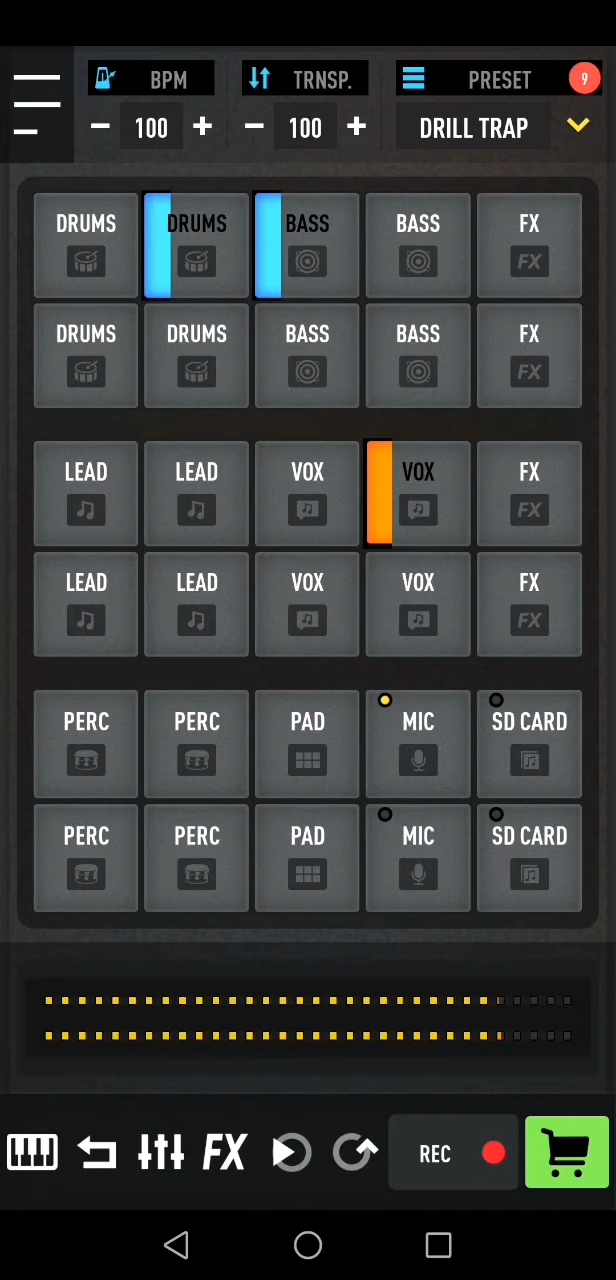 BPM TRNSP. PRESET 9
− 100 + − 100 + DRILL TRAP
DRUMS DRUMS BASS BASS FX
FX
DRUMS DRUMS BASS BASS FX
FX
LEAD LEAD VOX VOX FX
FX
LEAD LEAD VOX VOX FX
FX
PERC PERC PAD MIC SD CARD
PERC PERC PAD MIC SD CARD
FX REC